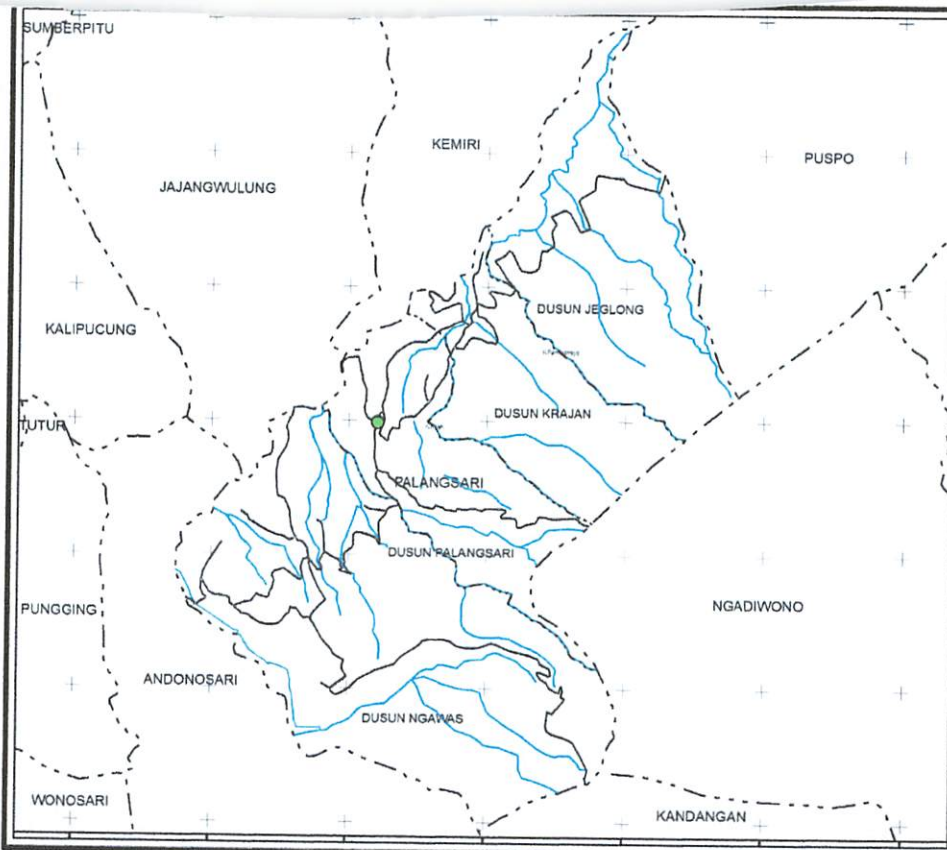 SUMBERPITU
KEMIRI
PUSPO
JAJANGWULUNG
DUSUN JEGLONG
KALIPUCUNG
DUSUN KRAJAN
TUTUR
PALANGSARI
DUSUN PALANGSARI
PUNGGING
NGADIWONO
ANDONOSARI
DUSUN NGAWAS
WONOSARI
KANDANGAN